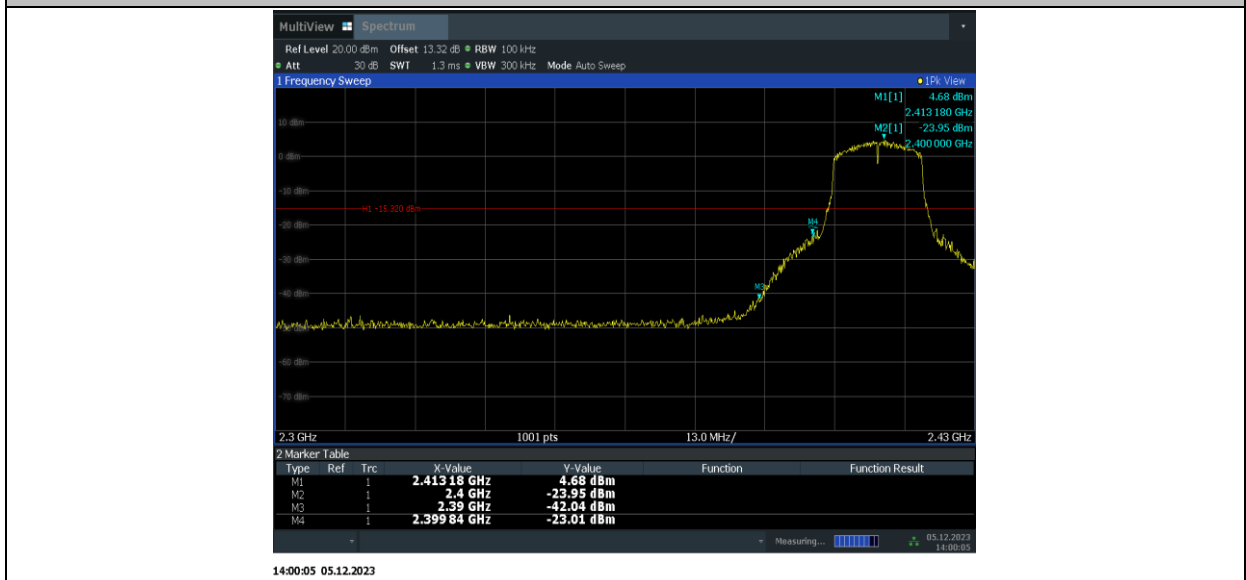 MultiView Spectrum
Ref Level 20.00 dBm Offset 13.32 dB RBW 100 kHz
Att 30 dB SWT 1.3 ms VBW 300 kHz Mode Auto Sweep
1 Frequency Sweep 1Pk View
M1[1] 4.68 dBm
2.413 180 GHz
10 dBm
M2[1] -23.95 dBm
2.400 000 GHz
0 dBm
-10 dBm
H1 -15.320 dBm
M4
-20 dBm
-30 dBm
M3
-40 dBm
-60 dBm
-70 dBm
2.3 GHz 1001 pts 13.0 MHz/ 2.43 GHz
2 Marker Table
Type Ref Trc X-Value Y-Value Function Function Result
M1 1 2.413 18 GHz 4.68 dBm
M2 1 2.4 GHz -23.95 dBm
M3 1 2.39 GHz -42.04 dBm
M4 1 2.399 84 GHz -23.01 dBm
Measuring... 05.12.2023
14:00:05
14:00:05 05.12.2023